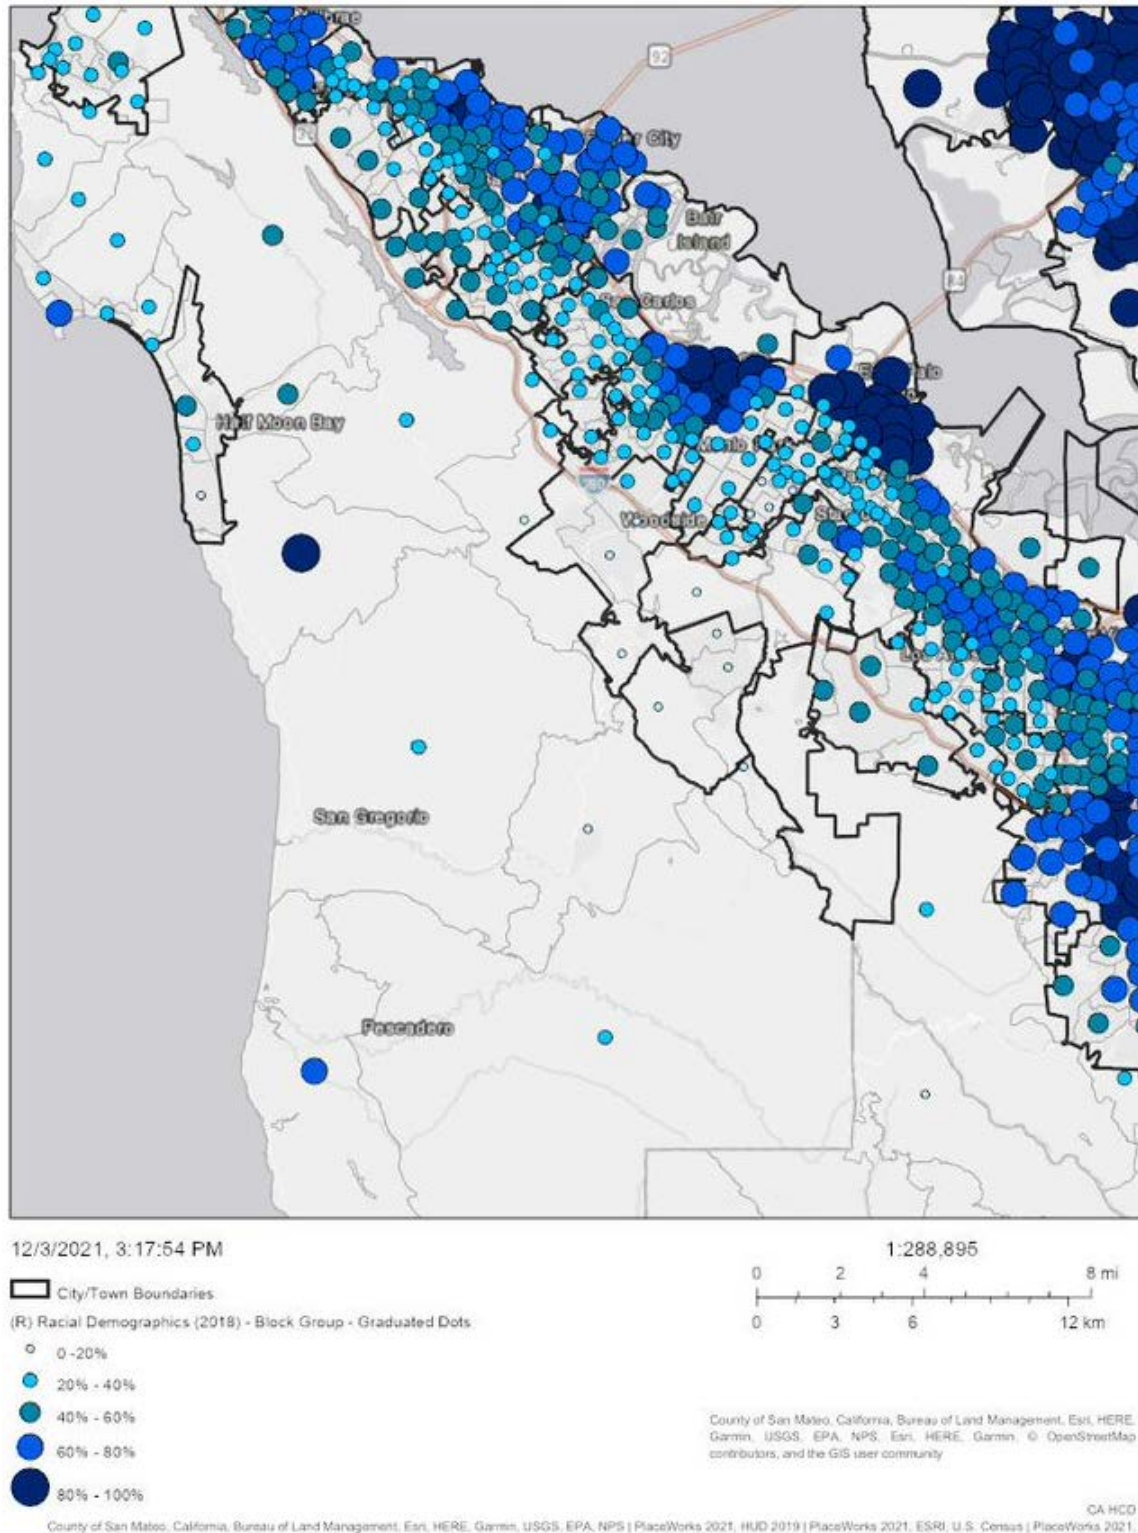 92
Bair
Island
84
Half Moon Bay
Woodside
San Gregorio
Pescadero
12/3/2021, 3:17:54 PM
1:288,895
City/Town Boundaries
0 2 4 8 mi
0 3 6 12 km
(R) Racial Demographics (2018) - Block Group - Graduated Dots
0 -20%
20% - 40%
40% - 60%
60% - 80%
80% - 100%
County of San Mateo, California, Bureau of Land Management, Esri, HERE,
Garmin, USGS, EPA, NPS, Esri, HERE, Garmin, © OpenStreetMap
contributors, and the GIS user community
CA HCD
County of San Mateo, California, Bureau of Land Management, Esri, HERE, Garmin, USGS, EPA, NPS | PlaceWorks 2021, HUD 2019 | PlaceWorks 2021, ESRI, U.S. Census | PlaceWorks 2021